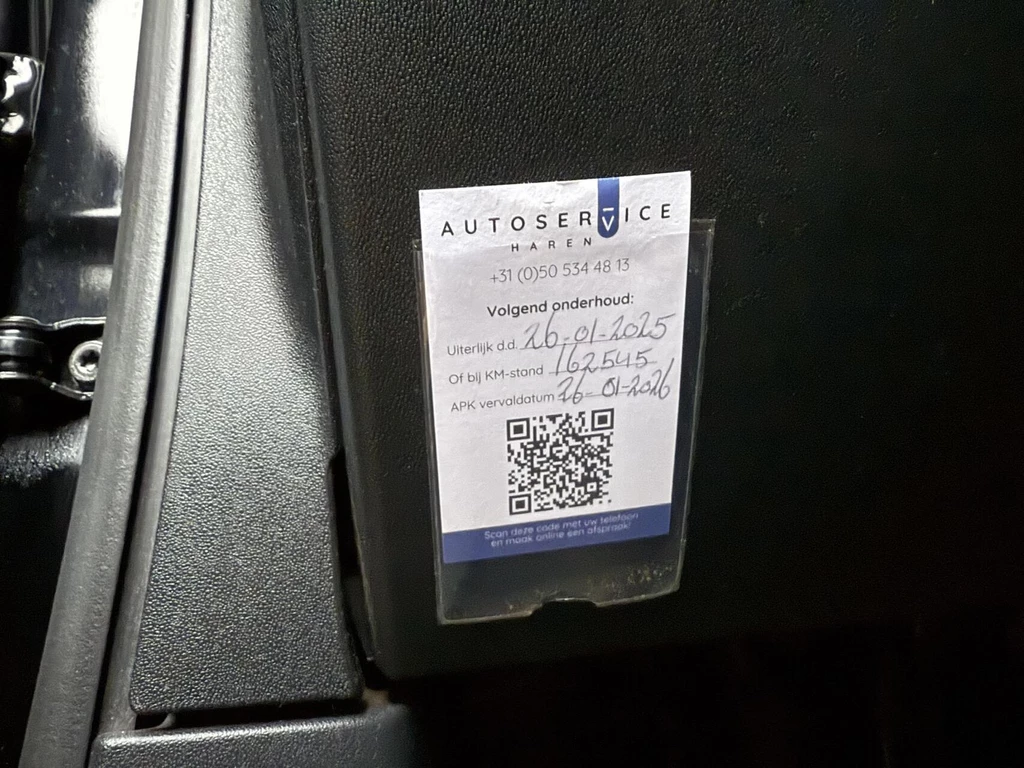 AUTOSERVICE
HAREN
+31 (0)50 534 48 13
Volgend onderhoud:
Uiterlijk d.d. 26-01-2025
Of bij KM-stand 162545
APK vervaldatum 26-01-2026
Scan deze code met uw telefoon
en maak online een afspraak!